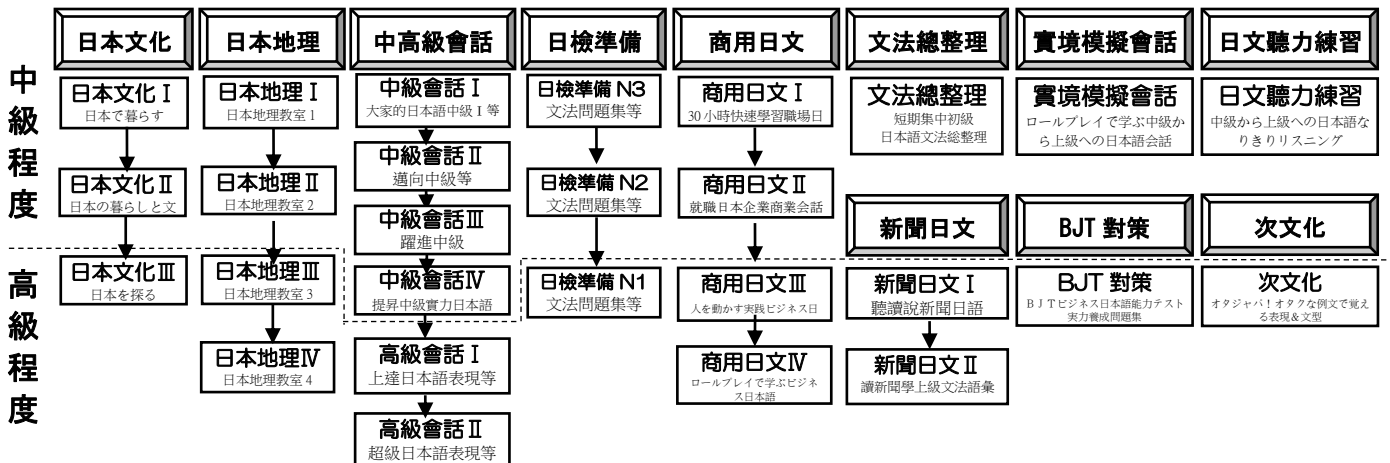 日本文化
日本地理
中高級會話
日檢準備
商用日文
文法總整理
實境模擬會話
日文聽力練習
中級程度
日本文化Ⅰ
日本で暮らす
日本文化Ⅱ
日本の暮らしと文
日本地理Ⅰ
日本地理教室 1
日本地理Ⅱ
日本地理教室 2
中級會話Ⅰ
大家的日本語中級Ⅰ等
中級會話Ⅱ
邁向中級等
中級會話Ⅲ
躍進中級
中級會話Ⅳ
提昇中級實力日本語
日檢準備 N3
文法問題集等
日檢準備 N2
文法問題集等
商用日文Ⅰ
30 小時快速學習職場日
商用日文Ⅱ
就職日本企業商業会話
文法總整理
短期集中初級
日本語文法総整理
實境模擬會話
ロールプレイで学ぶ中級か
ら上級への日本語会話
日文聽力練習
中級から上級への日本語な
りきりリスニング
新聞日文
BJT 對策
次文化
高級程度
日本文化Ⅲ
日本を探る
日本地理Ⅲ
日本地理教室 3
日本地理Ⅳ
日本地理教室 4
高級會話Ⅰ
上達日本語表現等
高級會話Ⅱ
超級日本語表現等
日檢準備 N1
文法問題集等
商用日文Ⅲ
人を動かす実践ビジネス日
商用日文Ⅳ
ロールプレイで学ぶビジネ
ス日本語
新聞日文Ⅰ
聽讀說新聞日語
新聞日文Ⅱ
讀新聞學上級文法語彙
BJT 對策
BJTビジネス日本語能力テスト
実力養成問題集
次文化
オタジャパ！オタクな例文で覚え
る表現＆文型